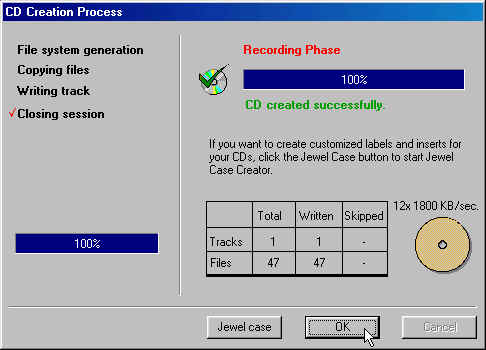 CD Creation Process
File system generation
Copying files
Writing track
Closing session
100%
Recording Phase
100%
CD created successfully.
If you want to create customized labels and inserts for
your CDs, click the Jewel Case button to start Jewel
Case Creator.
Total Written Skipped
Tracks 1 1 -
Files 47 47 -
12x 1800 KB/sec.
Jewel case OK Cancel